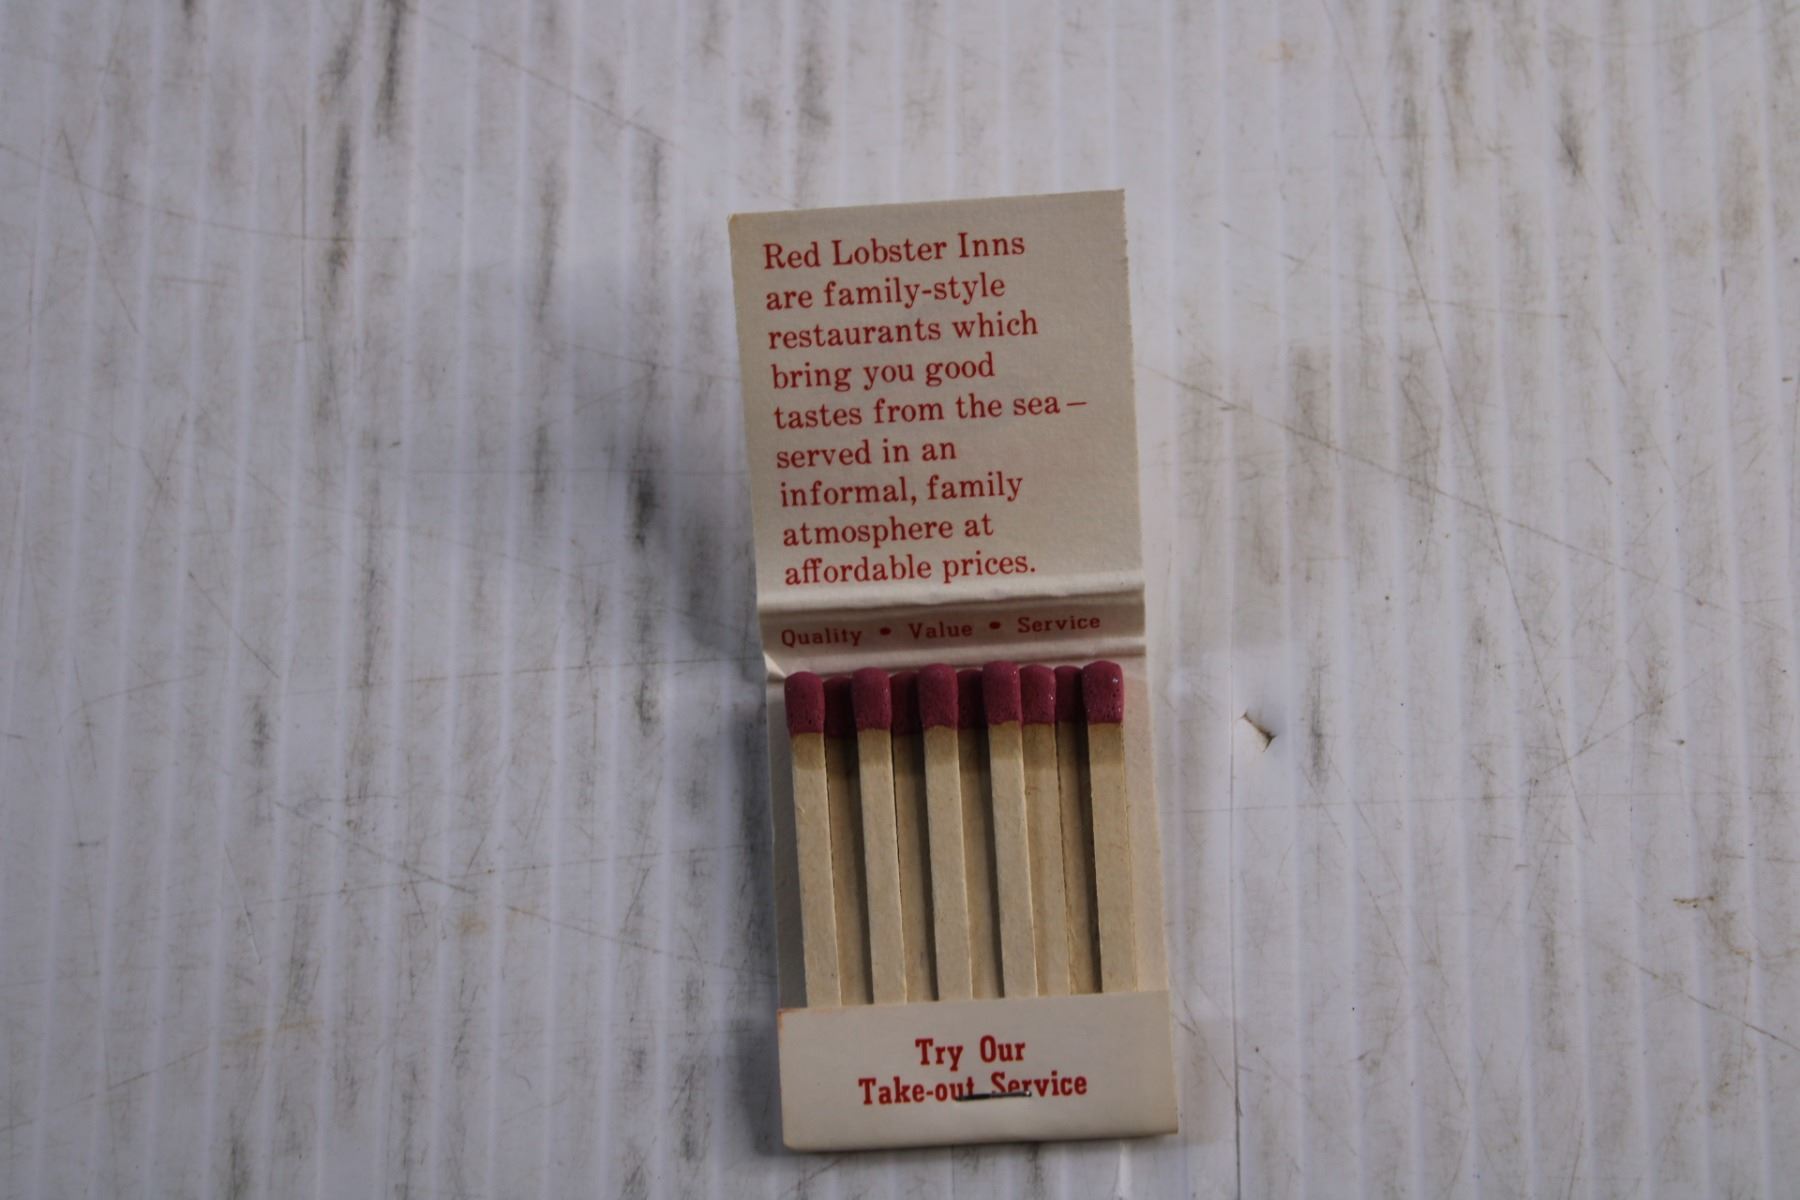 Red Lobster Inns
are family-style
restaurants which
bring you good
tastes from the sea—
served in an
informal, family
atmosphere at
affordable prices.
Quality • Value • Service
Try Our
Take-out Service